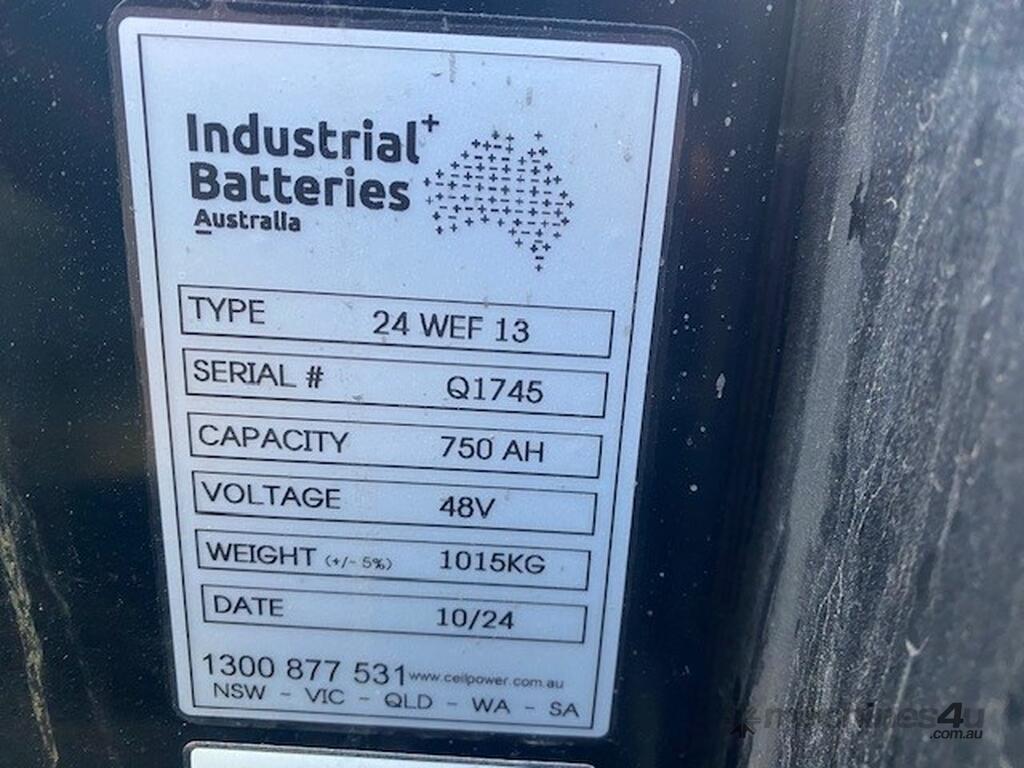 Industrial+
Batteries
Australia
TYPE 24 WEF 13
SERIAL # Q1745
CAPACITY 750 AH
VOLTAGE 48V
WEIGHT (+/- 5%) 1015KG
DATE 10/24
1300 877 531 www.ceilpower.com.au
NSW - VIC - QLD - WA - SA
machines4u
.com.au